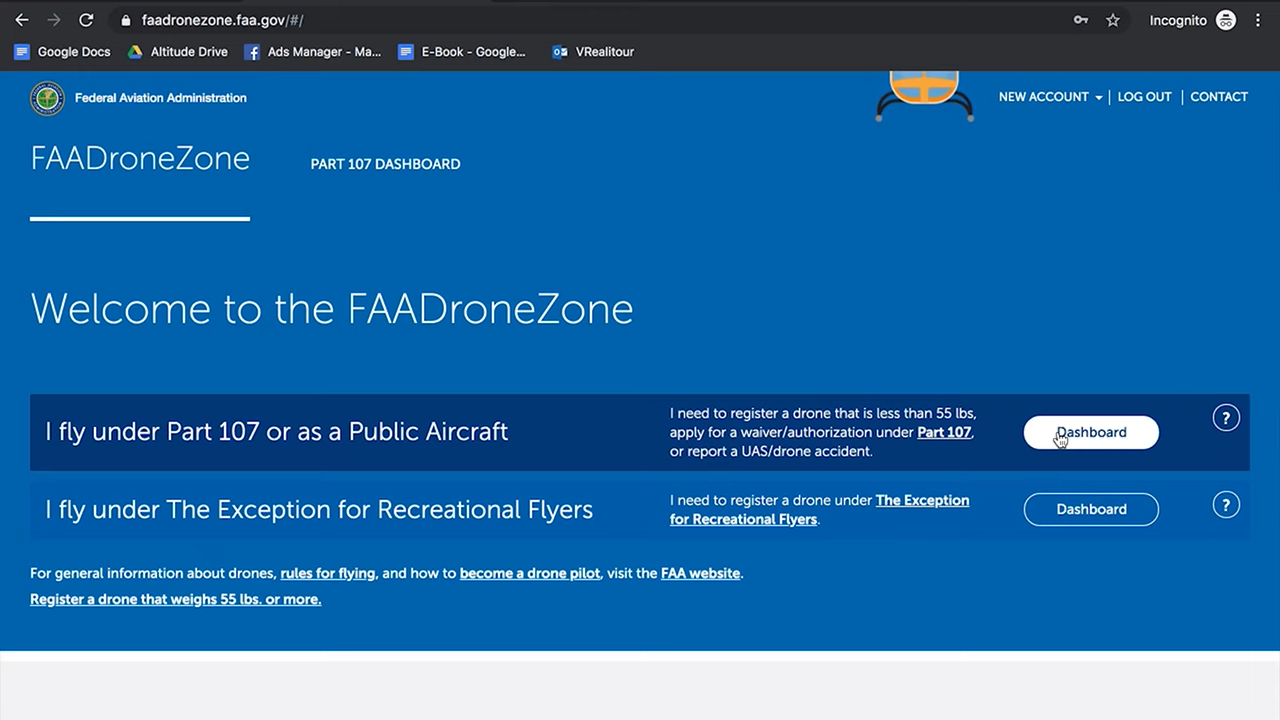 faadronezone.faa.gov/#/
Incognito
Google Docs
Altitude Drive
Ads Manager - Ma...
E-Book - Google...
VRealitour
Federal Aviation Administration
NEW ACCOUNT
LOG OUT
CONTACT
FAADroneZone
PART 107 DASHBOARD
Welcome to the FAADroneZone
I fly under Part 107 or as a Public Aircraft
I need to register a drone that is less than 55 lbs,
apply for a waiver/authorization under Part 107,
or report a UAS/drone accident.
Dashboard
?
I fly under The Exception for Recreational Flyers
I need to register a drone under The Exception
for Recreational Flyers.
Dashboard
?
For general information about drones, rules for flying, and how to become a drone pilot, visit the FAA website.
Register a drone that weighs 55 lbs. or more.